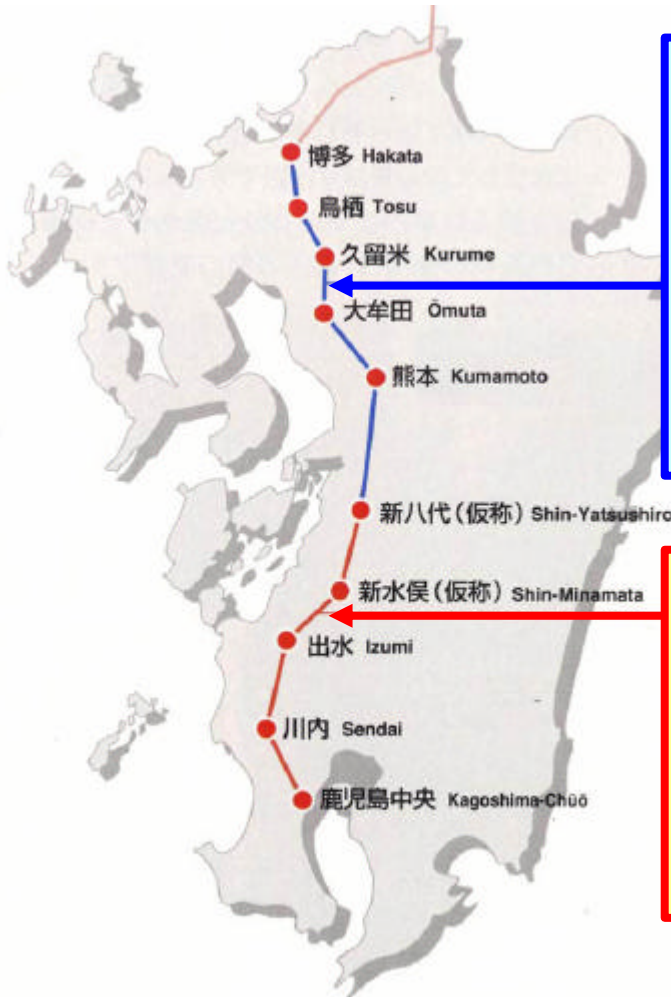 博多 Hakata
鳥栖 Tosu
久留米 Kurume
大牟田 Ōmuta
熊本 Kumamoto
新八代(仮称) Shin-Yatsushiro
新水俣(仮称) Shin-Minamata
出水 Izumi
川内 Sendai
鹿児島中央 Kagoshima-Chūō